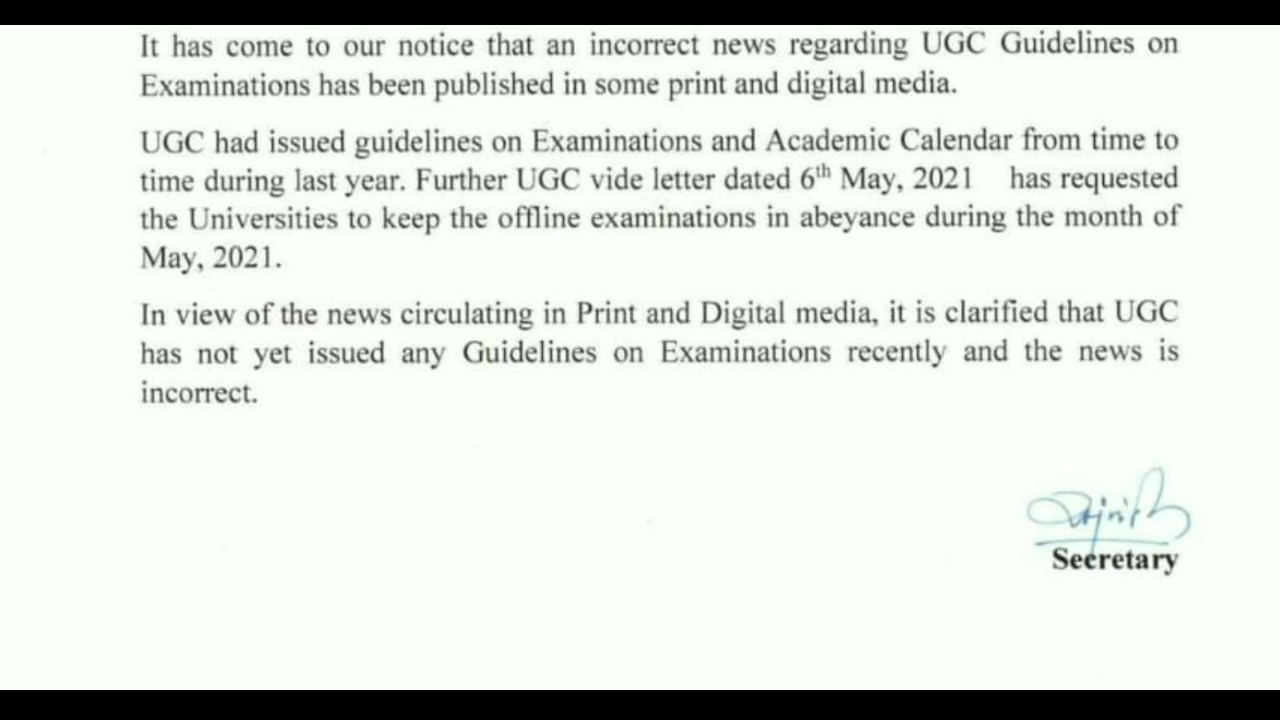 It has come to our notice that an incorrect news regarding UGC Guidelines on
Examinations has been published in some print and digital media.
UGC had issued guidelines on Examinations and Academic Calendar from time to
time during last year. Further UGC vide letter dated 6th May, 2021 has requested
the Universities to keep the offline examinations in abeyance during the month of
May, 2021.
In view of the news circulating in Print and Digital media, it is clarified that UGC
has not yet issued any Guidelines on Examinations recently and the news is
incorrect.
Secretary